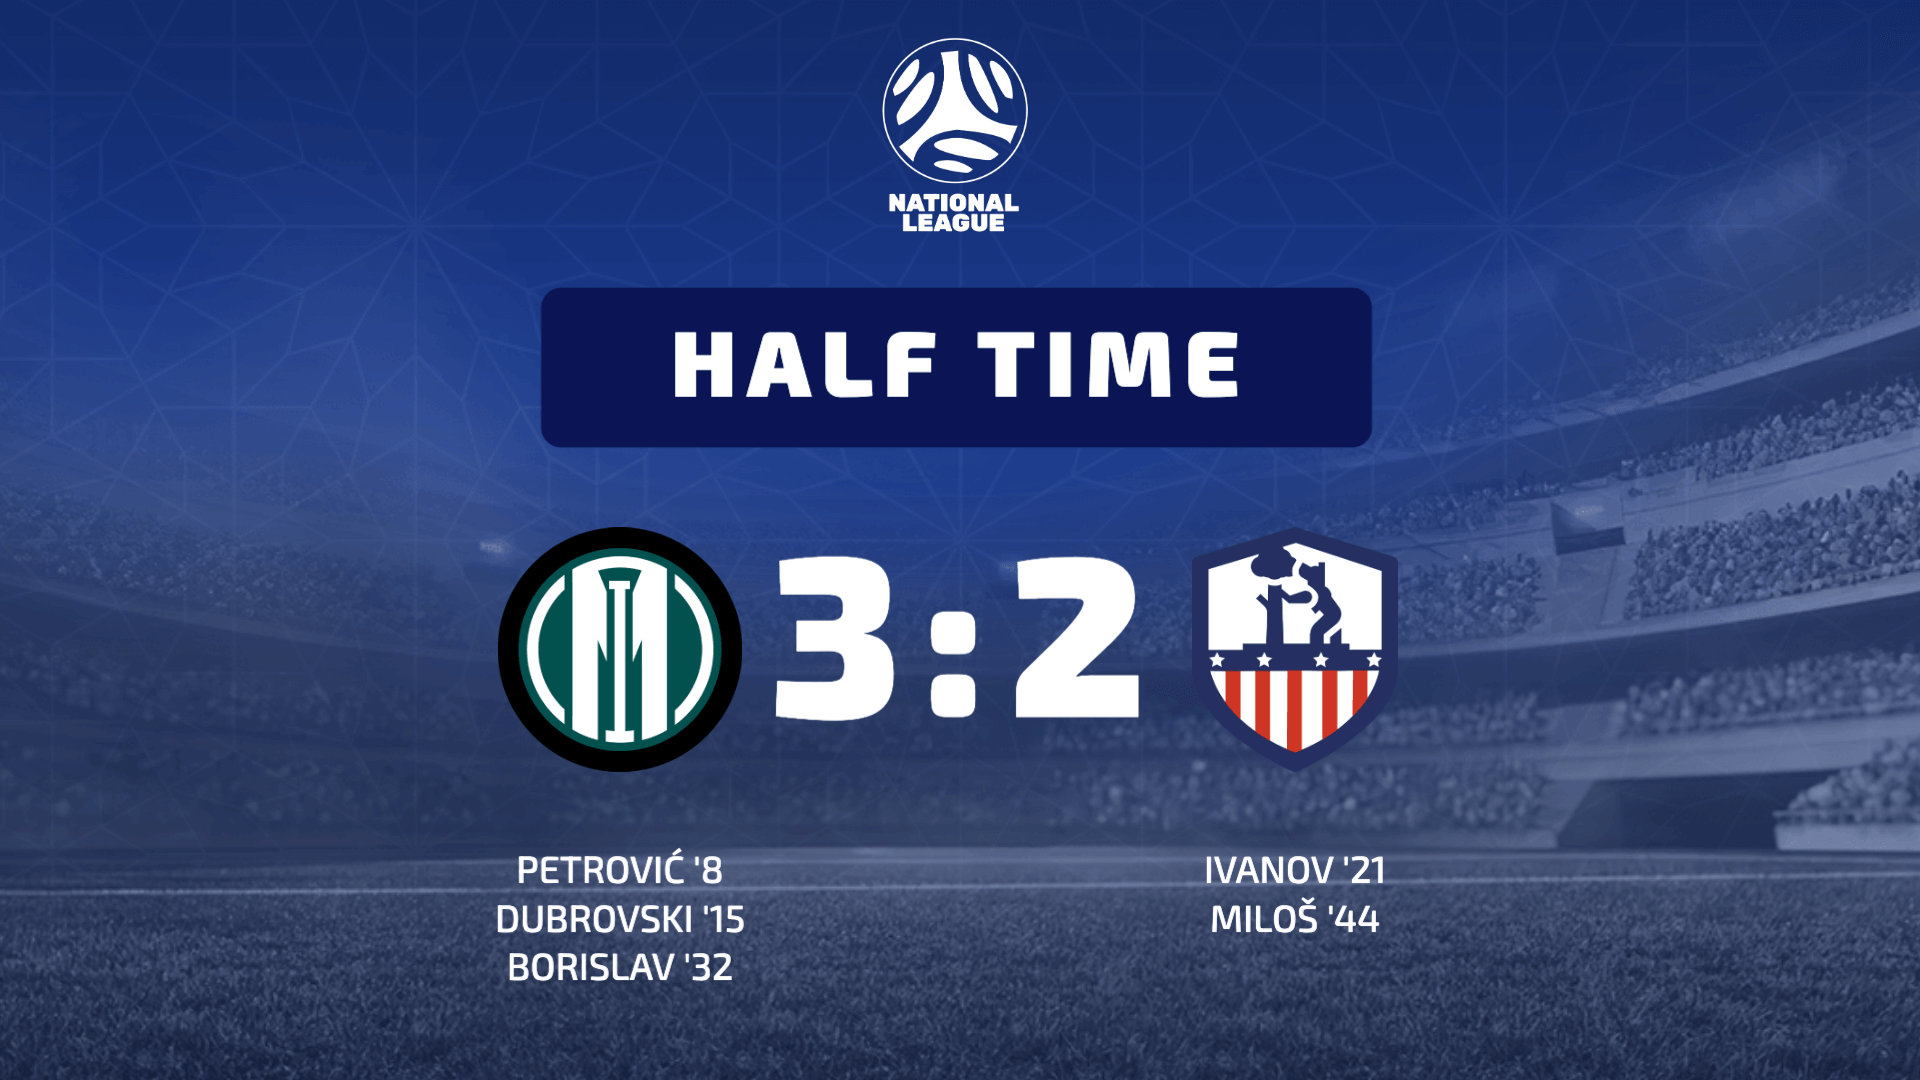 NATIONAL
LEAGUE
HALF TIME
3:2
PETROVIĆ '8
DUBROVSKI '15
BORISLAV '32
IVANOV '21
MILOŠ '44